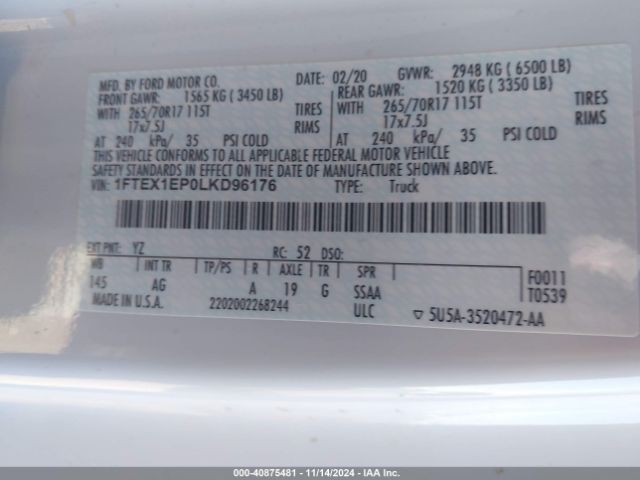 MFD. BY FORD MOTOR CO.
DATE: 02/20 GVWR: 2948 KG ( 6500 LB)
FRONT GAWR: 1565 KG ( 3450 LB) REAR GAWR: 1520 KG ( 3350 LB)
WITH 265/70R17 115T TIRES WITH 265/70R17 115T TIRES
17x7.5J RIMS 17x7.5J RIMS
AT 240 kPa/ 35 PSI COLD AT 240 kPa/ 35 PSI COLD
THIS VEHICLE CONFORMS TO ALL APPLICABLE FEDERAL MOTOR VEHICLE
SAFETY STANDARDS IN EFFECT ON THE DATE OF MANUFACTURE SHOWN ABOVE.
VIN: 1FTEX1EP0LKD96176 TYPE: Truck
EXT PNT: YZ RC: 52 DSO:
WB INT TR TP/PS R AXLE TR SPR F0011
145 AG A 19 G SSAA T0539
MADE IN U.S.A. 2202002268244 ULC ▽ 5U5A-3520472-AA
000-40875481 - 11/14/2024 - IAA Inc.